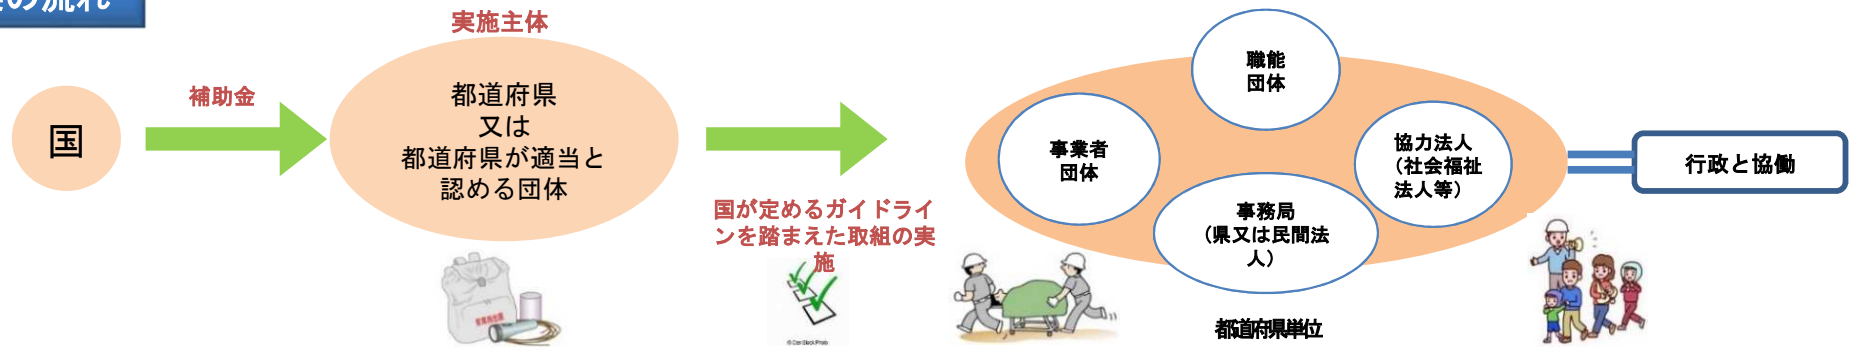 の流れ
実施主体
国
補助金
都道府県
又は
都道府県が適当と
認める団体
国が定めるガイドライ
ンを踏まえた取組の実
施
職能
団体
事業者
団体
協力法人
（社会福祉
法人等）
事務局
（県又は民間法
人）
都道府県単位
行政と協働
© Can Stock Photo